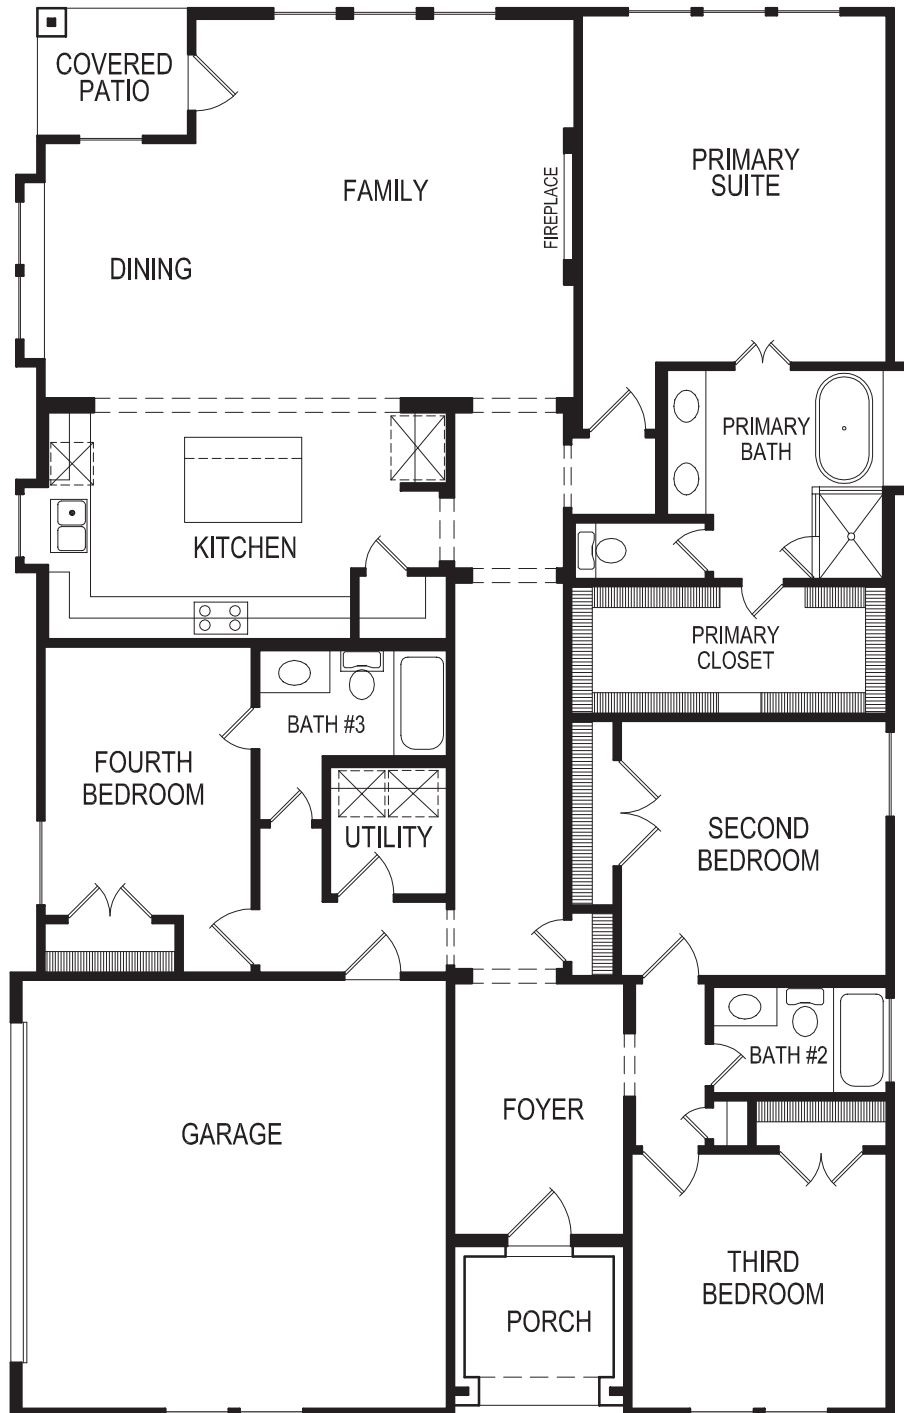 COVERED
PATIO
FAMILY
FIREPLACE
PRIMARY
SUITE
DINING
PRIMARY
BATH
KITCHEN
PRIMARY
CLOSET
BATH #3
FOURTH
BEDROOM
UTILITY
SECOND
BEDROOM
BATH #2
FOYER
GARAGE
THIRD
BEDROOM
PORCH